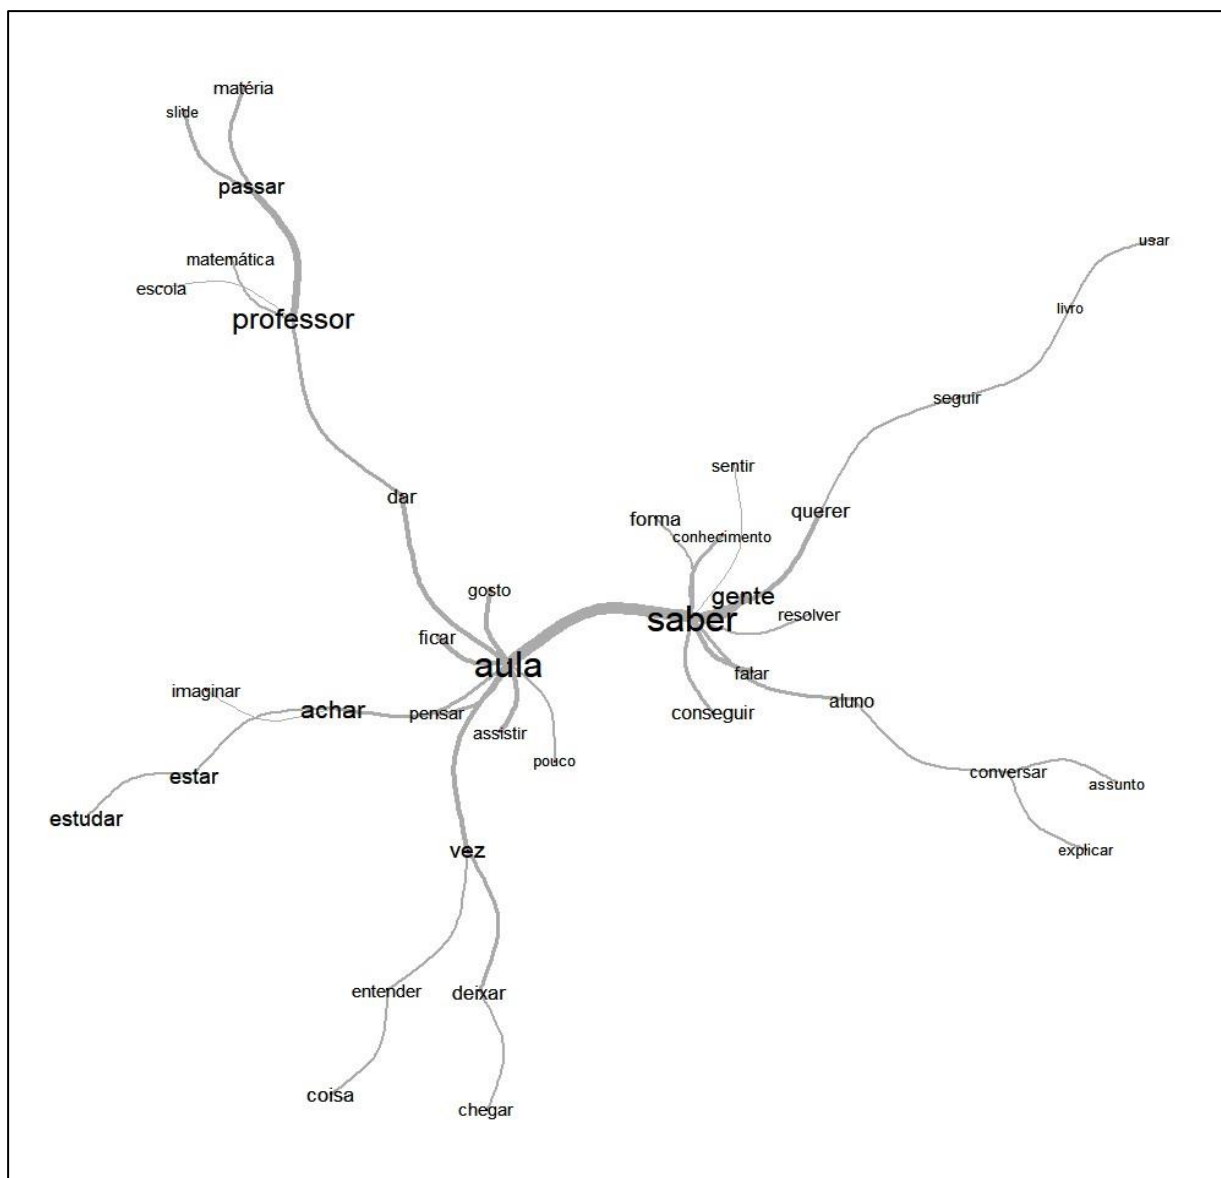 matéria
slide
passar
usar
matemática
escola
livro
professor
seguir
sentir
dar
querer
forma
conhecimento
gosto
gente
saber
resolver
ficar
aula
falar
imaginar
achar
pensar
conseguir
aluno
assistir
pouco
estar
conversar
assunto
estudar
vez
explicar
entender
deixar
coisa
chegar